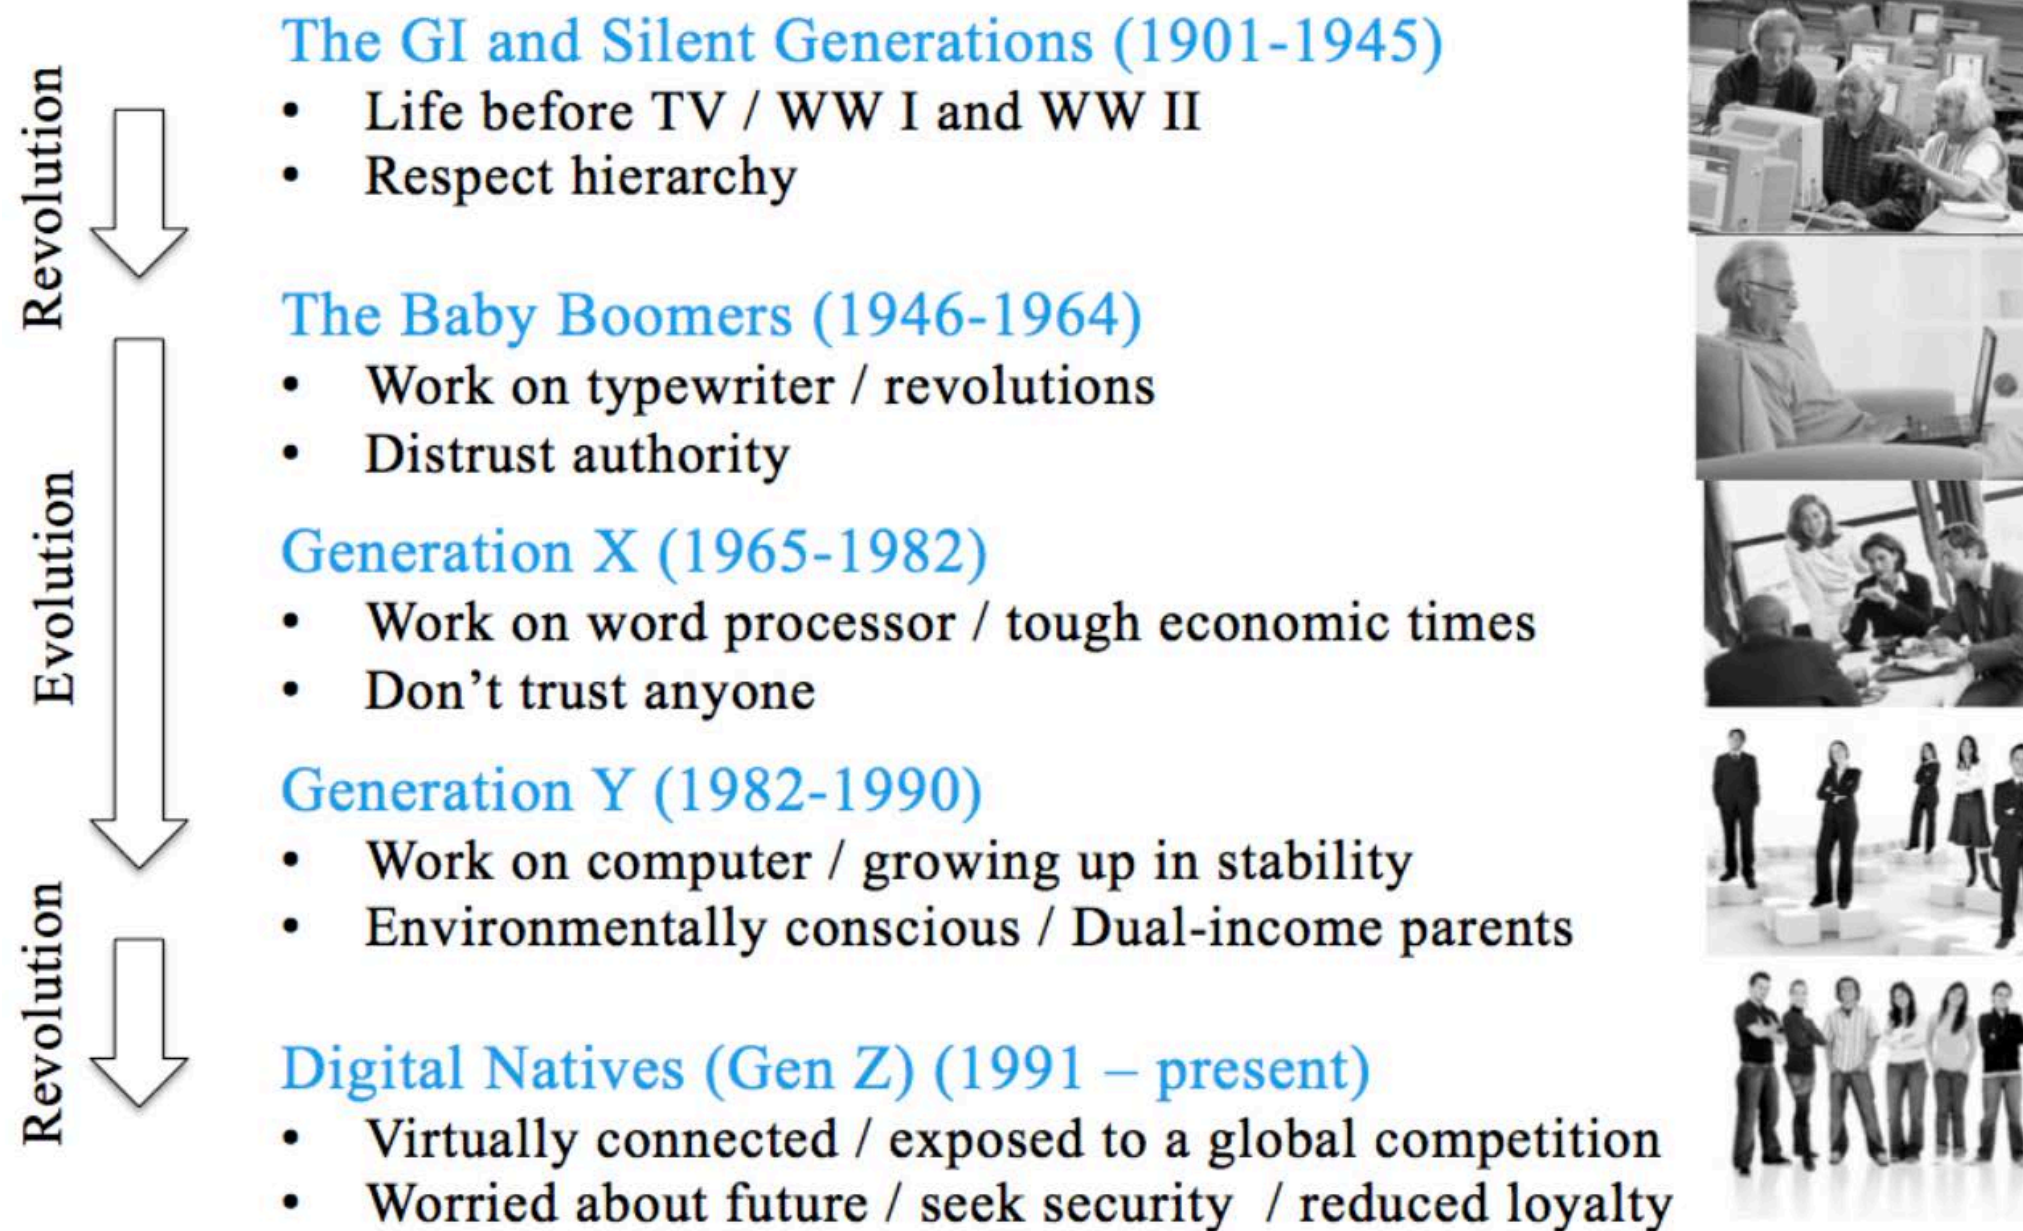 Revolution
The GI and Silent Generations (1901-1945)
• Life before TV / WW I and WW II
• Respect hierarchy
Evolution
The Baby Boomers (1946-1964)
• Work on typewriter / revolutions
• Distrust authority
Generation X (1965-1982)
• Work on word processor / tough economic times
• Don’t trust anyone
Generation Y (1982-1990)
• Work on computer / growing up in stability
• Environmentally conscious / Dual-income parents
Revolution
Digital Natives (Gen Z) (1991 – present)
• Virtually connected / exposed to a global competition
• Worried about future / seek security / reduced loyalty